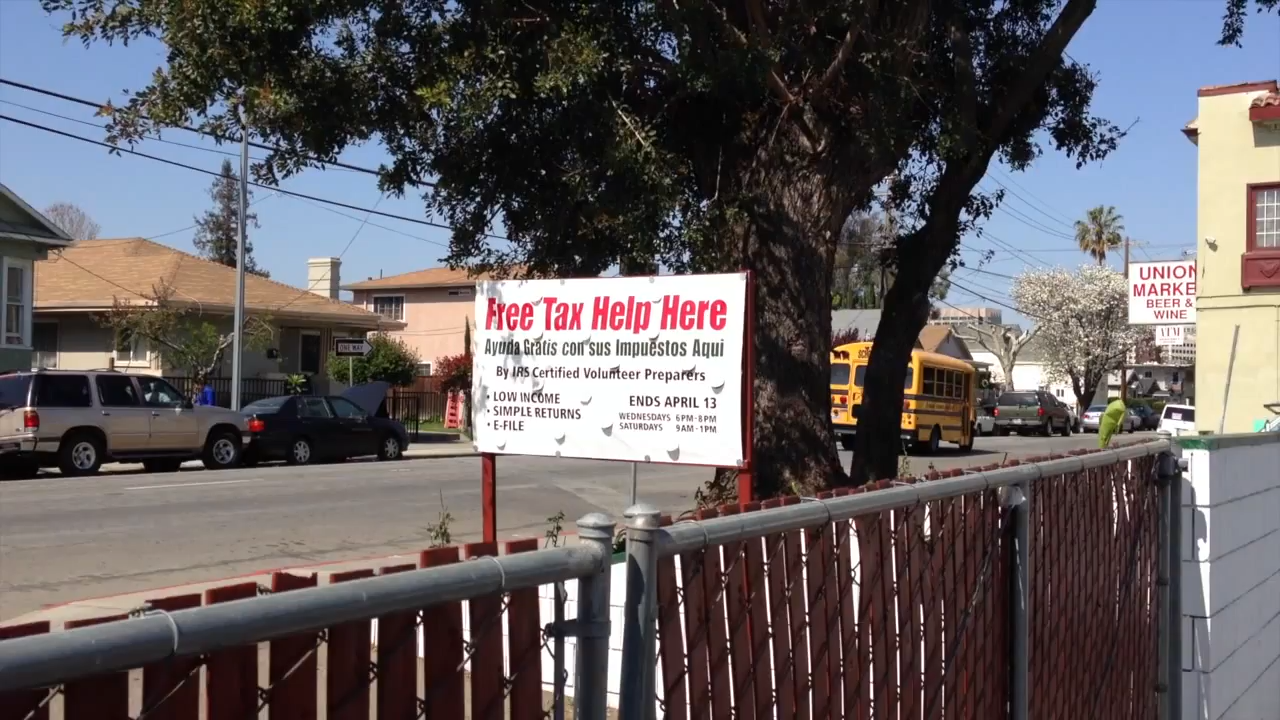 Free Tax Help Here
Ayuda Gratis con sus Impuestos Aqui
By IRS Certified Volunteer Preparers
• LOW INCOME
• SIMPLE RETURNS
• E-FILE
ENDS APRIL 13
WEDNESDAYS 6PM-8PM
SATURDAYS 9AM-1PM
ONE WAY
UNION
MARKE
BEER &
WINE
ATM